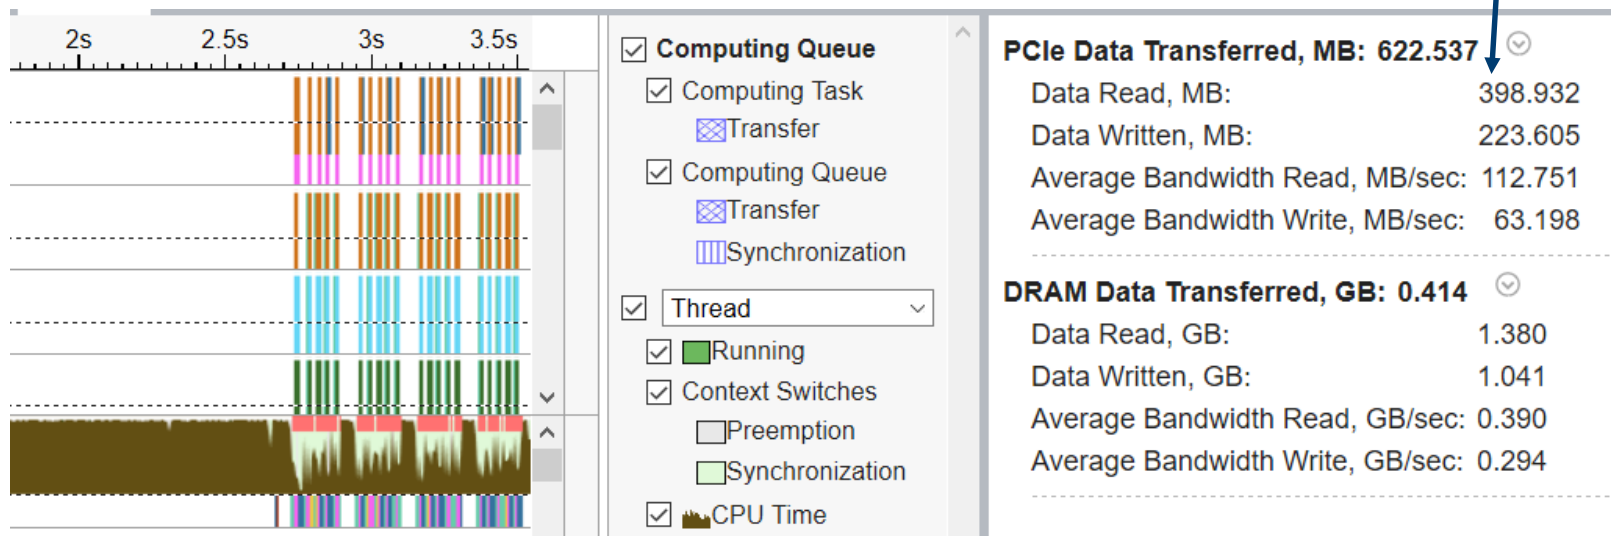 2s 2.5s 3s 3.5s
Computing Queue
Computing Task
Transfer
Computing Queue
Transfer
Synchronization
Thread
Running
Context Switches
Preemption
Synchronization
CPU Time
PCIe Data Transferred, MB: 622.537
Data Read, MB: 398.932
Data Written, MB: 223.605
Average Bandwidth Read, MB/sec: 112.751
Average Bandwidth Write, MB/sec: 63.198
DRAM Data Transferred, GB: 0.414
Data Read, GB: 1.380
Data Written, GB: 1.041
Average Bandwidth Read, GB/sec: 0.390
Average Bandwidth Write, GB/sec: 0.294